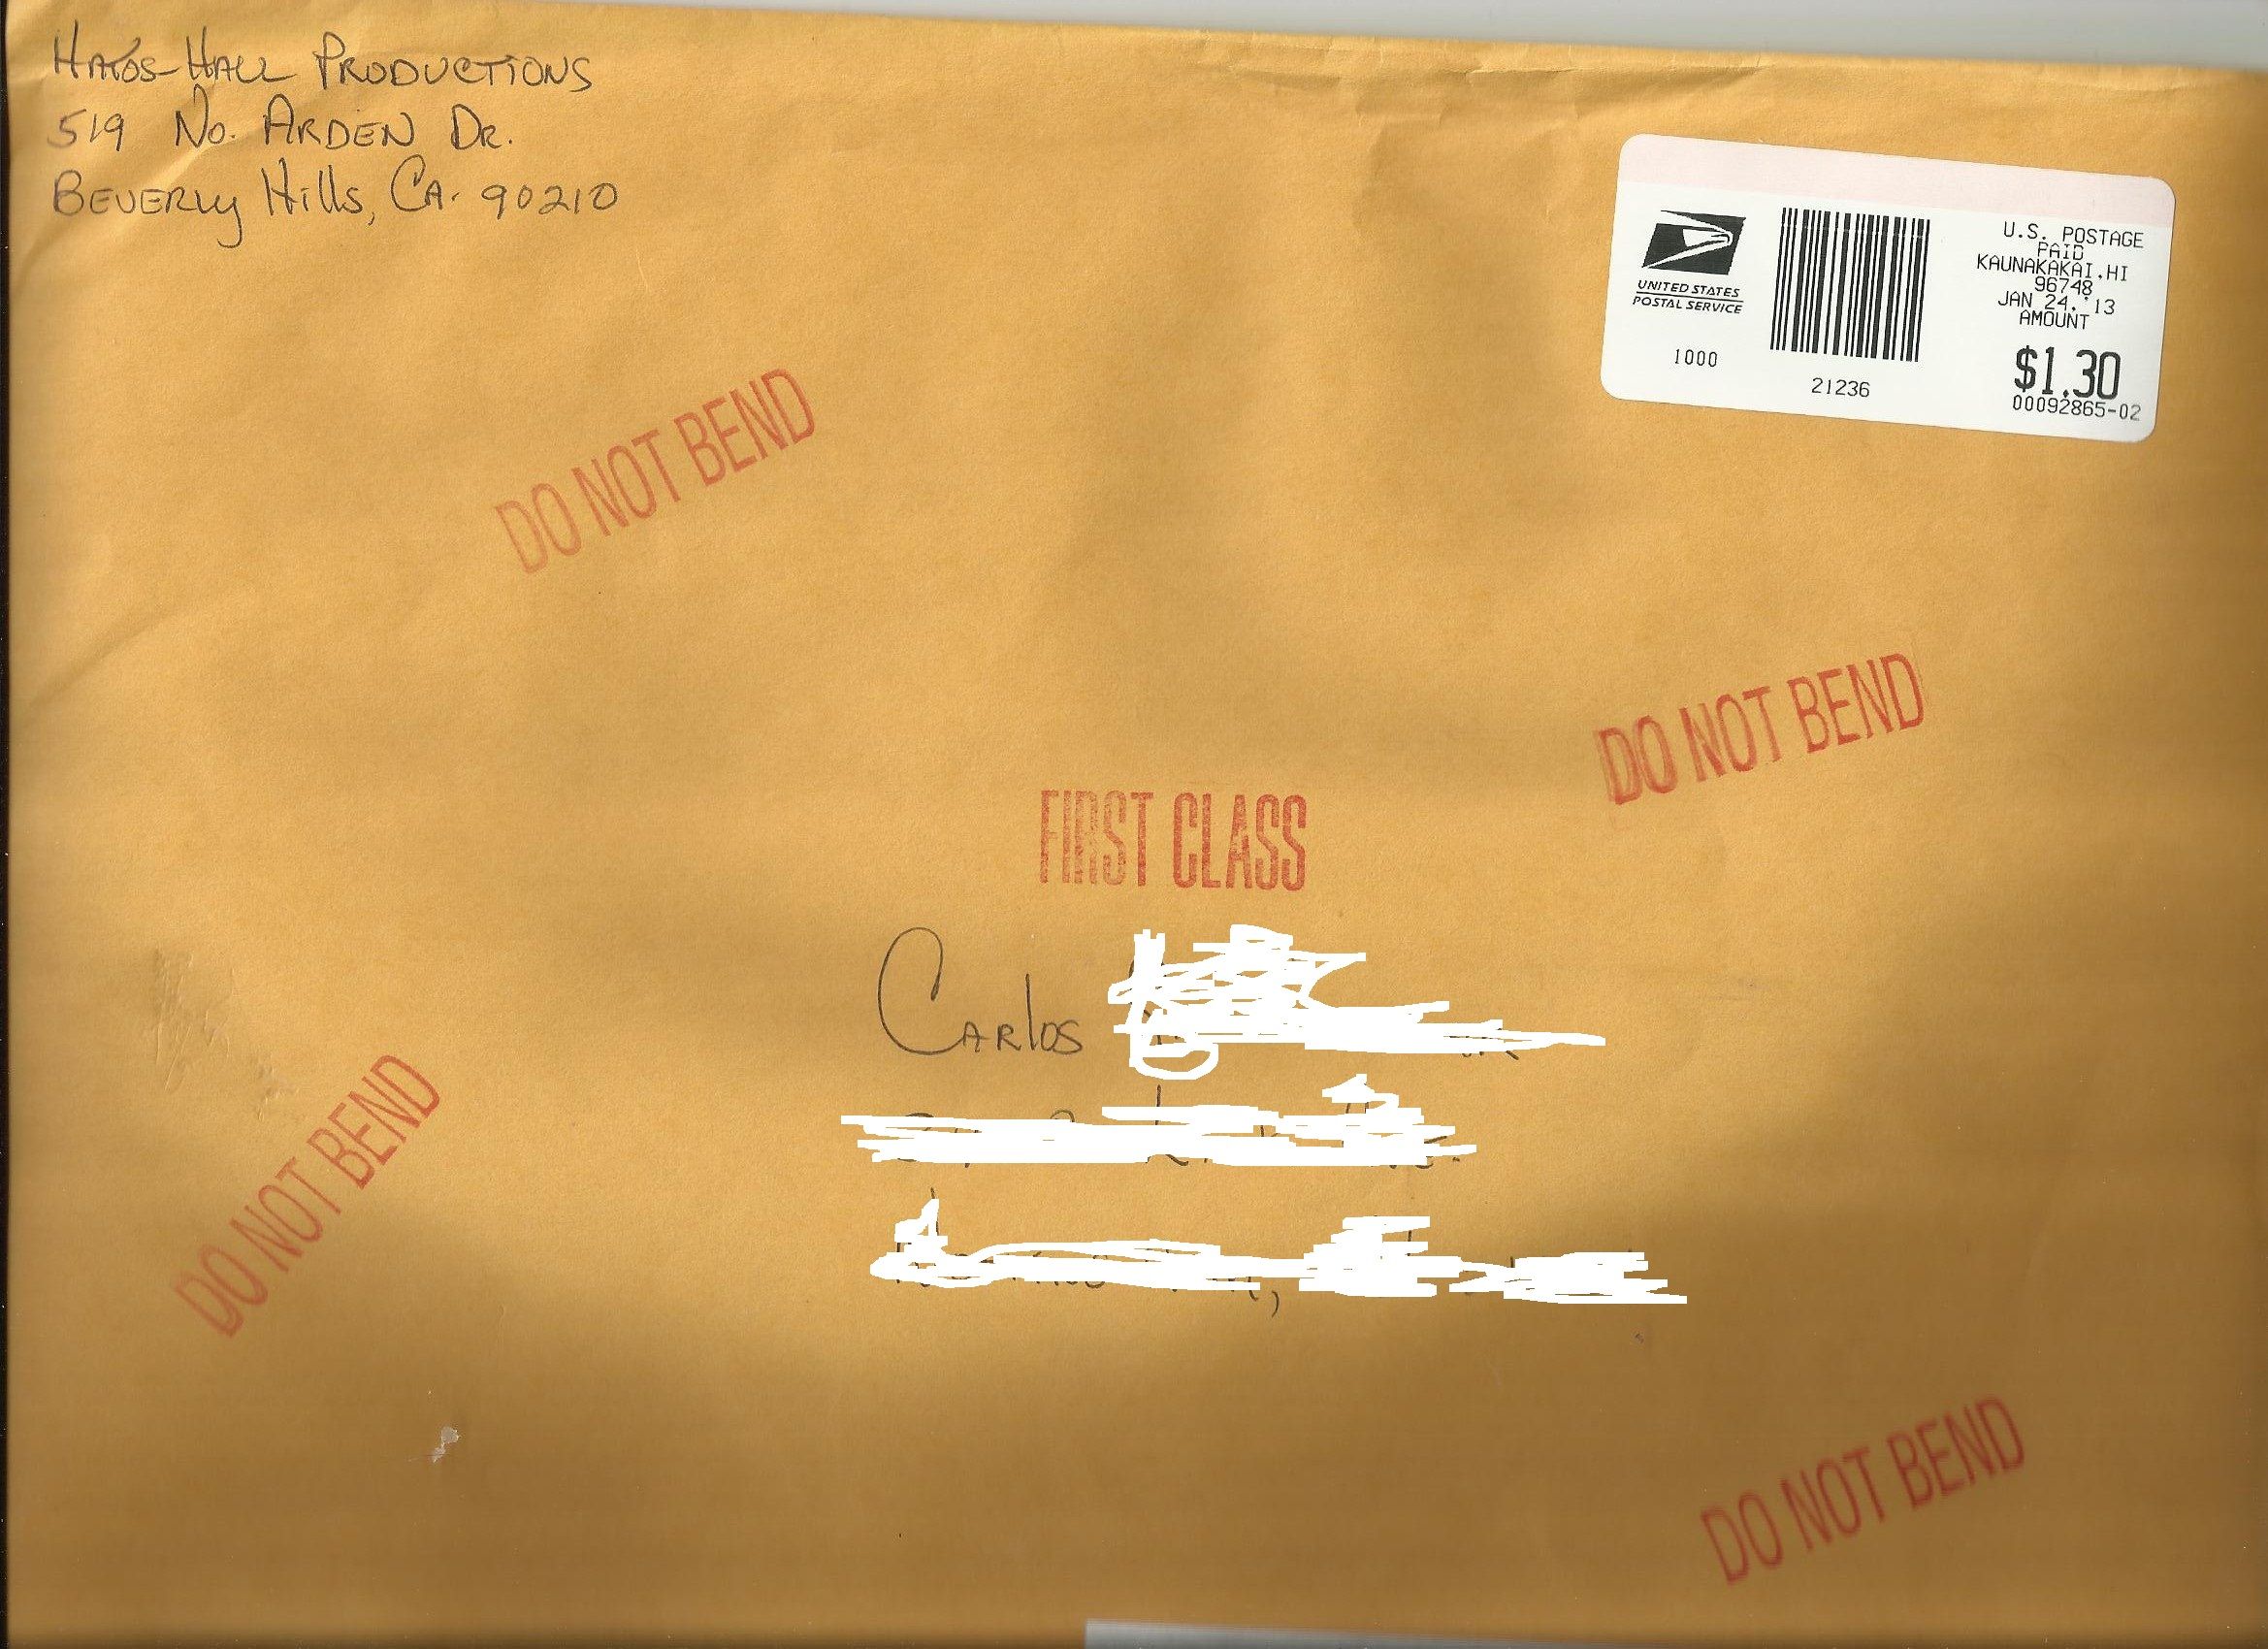 HATOS-HALL PRODUCTIONS
519 No. ARDEN DR.
BEVERLY Hills, CA. 90210
U.S. POSTAGE
PAID
KAUNAKAKAI.HI
96748
JAN 24, '13
AMOUNT
$1.30
00092865-02
UNITED STATES
POSTAL SERVICE
1000
21236
DO NOT BEND
DO NOT BEND
FIRST CLASS
CARlOS
DO NOT BEND
DO NOT BEND